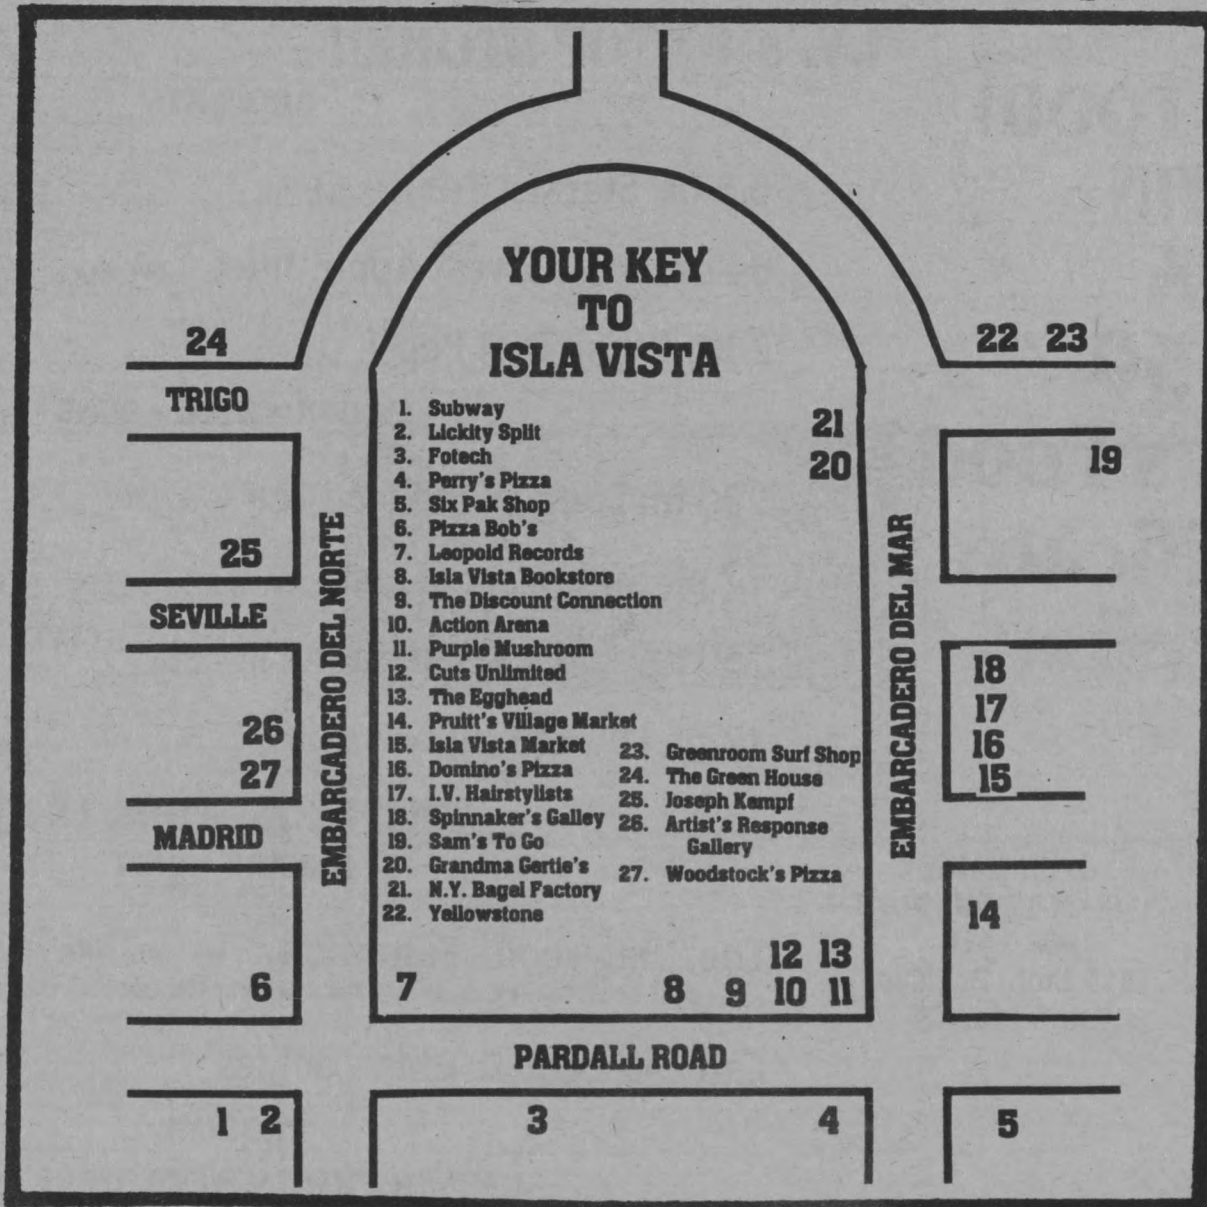 YOUR KEY
TO
ISLA VISTA
24
22 23
TRIGO
21
20
19
25
SEVILLE
EMBARCADERO DEL NORTE
EMBARCADERO DEL MAR
1. Subway
2. Lickity Split
3. Fotech
4. Perry's Pizza
5. Six Pak Shop
6. Pizza Bob's
7. Leopold Records
8. Isla Vista Bookstore
9. The Discount Connection
10. Action Arena
11. Purple Mushroom
12. Cuts Unlimited
13. The Egghead
14. Pruitt's Village Market
15. Isla Vista Market
16. Domino's Pizza
17. I.V. Hairstylists
18. Spinnaker's Galley
19. Sam's To Go
20. Grandma Gertie's
21. N.Y. Bagel Factory
22. Yellowstone
23. Greenroom Surf Shop
24. The Green House
25. Joseph Kempf
26. Artist's Response
Gallery
27. Woodstock's Pizza
18
17
16
15
26
27
MADRID
14
12 13
6
7
8 9 10 11
PARDALL ROAD
1 2
3
4
5